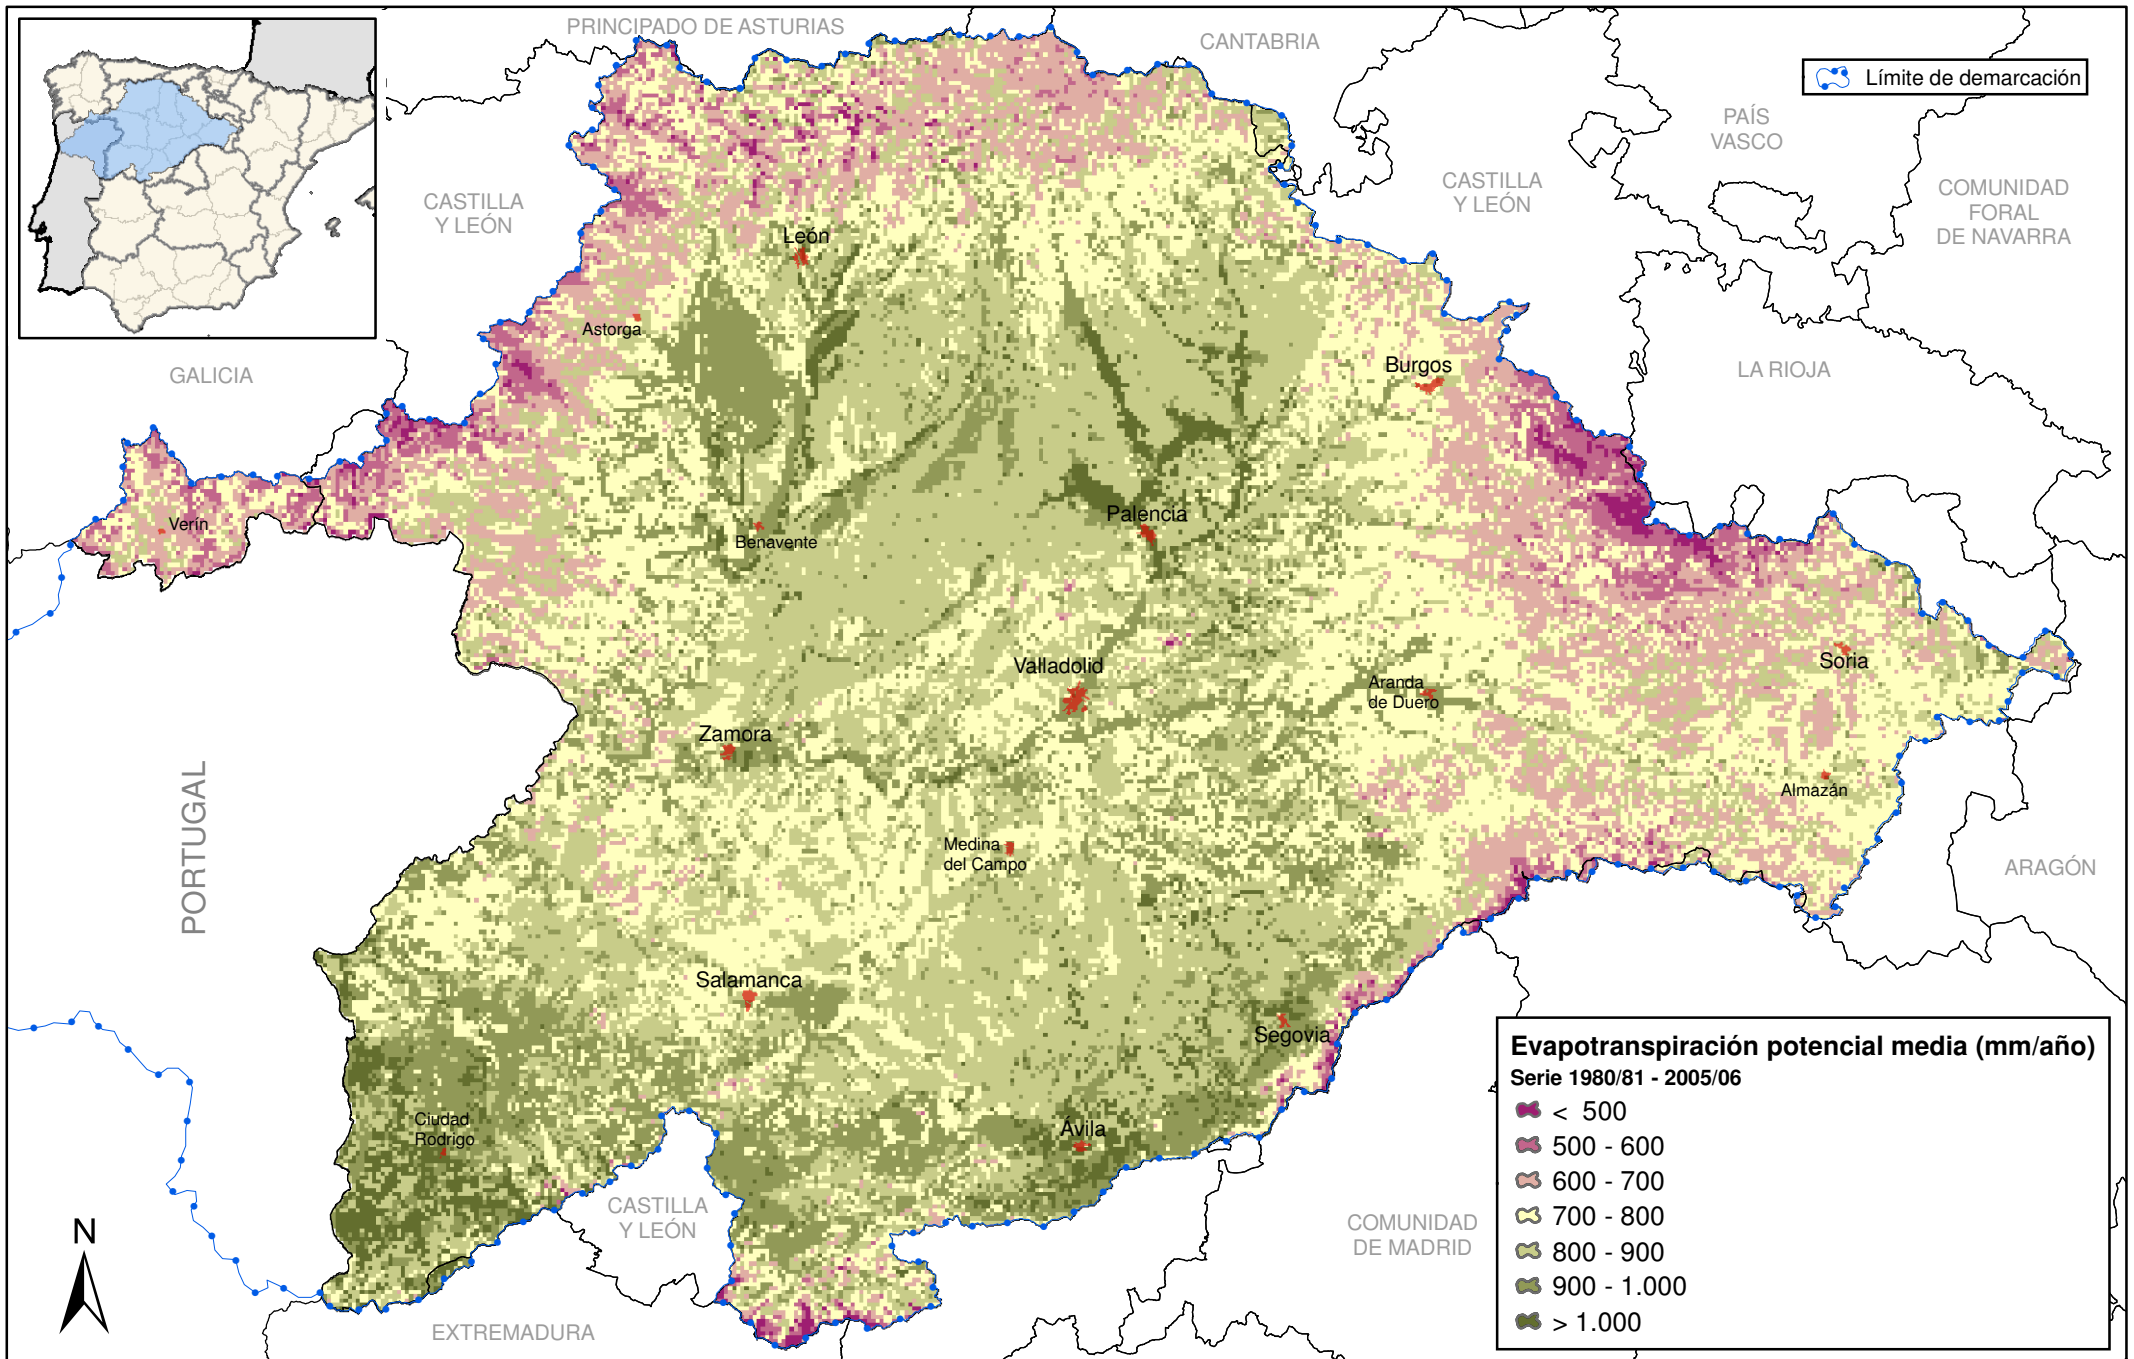 PRINCIPADO DE ASTURIAS
CANTABRIA
Límite de demarcación
PAÍS
VASCO
CASTILLA
Y LEÓN
CASTILLA
Y LEÓN
COMUNIDAD
FORAL
DE NAVARRA
León
Astorga
GALICIA
Burgos
LA RIOJA
Verín
Benavente
Palencia
Valladolid
Soria
Aranda
de Duero
Zamora
Almazán
PORTUGAL
Medina
del Campo
ARAGÓN
Salamanca
Segovia
Ciudad
Rodrigo
Ávila
CASTILLA
Y LEÓN
COMUNIDAD
DE MADRID
EXTREMADURA
N
Evapotranspiración potencial media (mm/año)
Serie 1980/81 - 2005/06
< 500
500 - 600
600 - 700
700 - 800
800 - 900
900 - 1.000
> 1.000